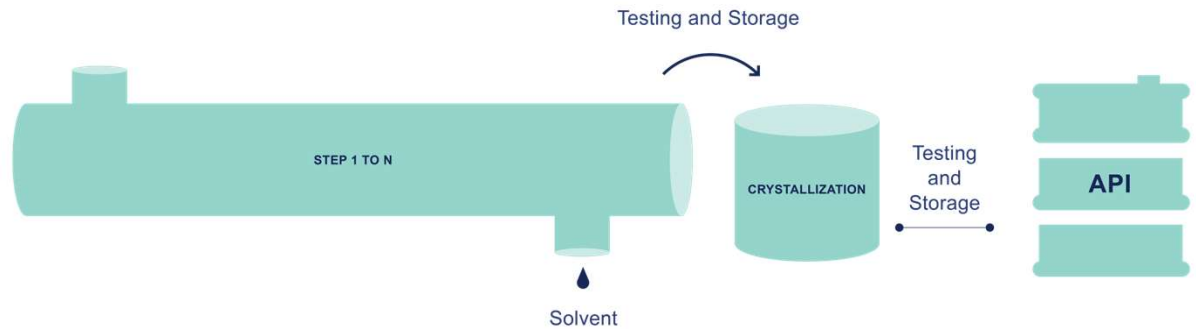 Testing and Storage
STEP 1 TO N
CRYSTALLIZATION
Testing
and
Storage
API
Solvent